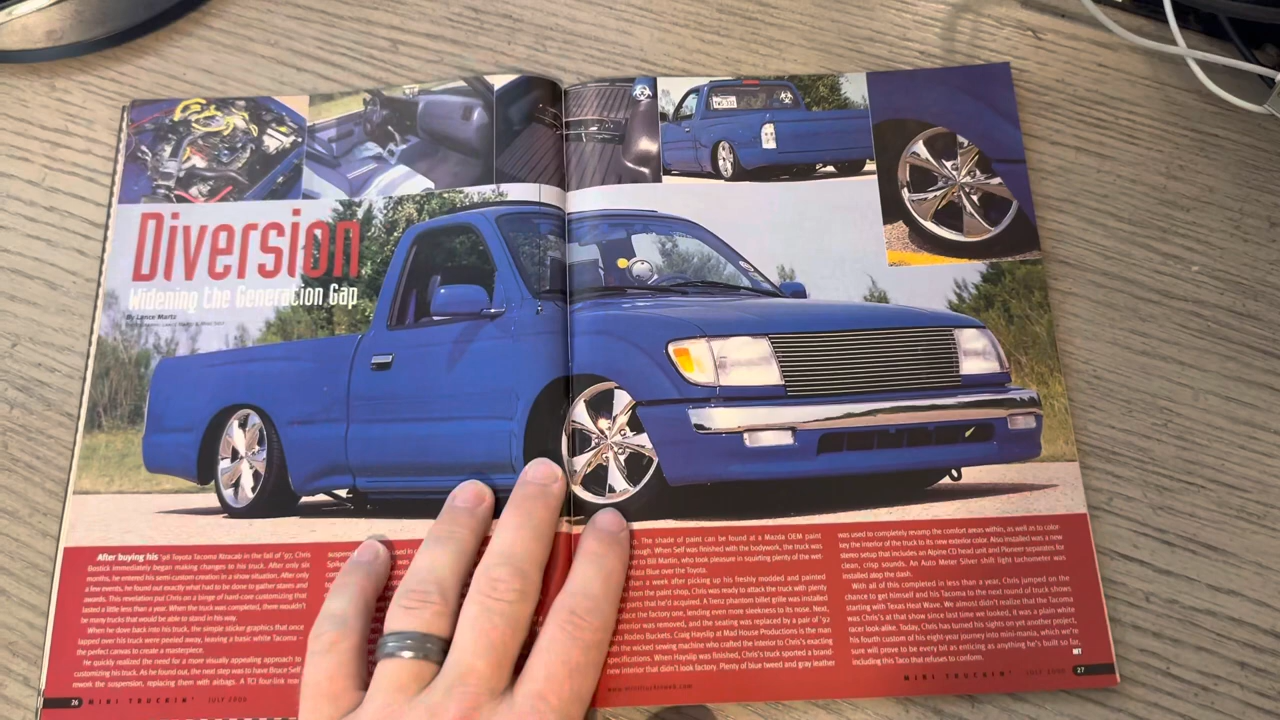 TWS-332
Diversion
Widening the Generation Gap
By Lance Martz
After buying his '98 Toyota Tacoma Xtracab in the fall of '97, Chris
Bostick immediately began making changes to his truck. After only six
months, he entered his semi-custom creation in a show situation. After only
a few events, he found out exactly what had to be done to gather stares and
awards. This revelation put Chris on a binge of hard-core customizing that
lasted a little less than a year. When the truck was completed, there wouldn't
be many trucks that would be able to stand in his way.
When he dove back into his truck, the simple sticker graphics that once
lapped over his truck were peeled away, leaving a basic white Tacoma –
the perfect canvas to create a masterpiece.
He quickly realized the need for a more visually appealing approach to
customizing his truck. As he found out, the next step was to have Bruce Self
rework the suspension, replacing them with airbags. A TCI four-link rear
The shade of paint can be found at a Mazda OEM paint
though. When Self was finished with the bodywork, the truck was
to Bill Martin, who took pleasure in squirting plenty of the wet-
Miata Blue over the Toyota.
than a week after picking up his freshly modded and painted
from the paint shop, Chris was ready to attack the truck with plenty
parts that he'd acquired. A Trenz phantom billet grille was installed
place the factory one, lending even more sleekness to its nose. Next,
interior was removed, and the seating was replaced by a pair of '92
Rodeo Buckets. Craig Hayslip at Mad House Productions is the man
the wicked sewing machine who crafted the interior to Chris's exacting
specifications. When Hayslip was finished, Chris's truck sported a brand-
new interior that didn't look factory. Plenty of blue tweed and gray leather
was used to completely revamp the comfort areas within, as well as to color-
key the interior of the truck to its new exterior color. Also installed was a new
stereo setup that includes an Alpine CD head unit and Pioneer separates for
clean, crisp sounds. An Auto Meter Silver shift light tachometer was
installed atop the dash.
With all of this completed in less than a year, Chris jumped on the
chance to get himself and his Tacoma to the next round of truck shows
starting with Texas Heat Wave. We almost didn't realize that the Tacoma
was Chris's at that show since last time we looked, it was a plain white
racer look-alike. Today, Chris has turned his sights on yet another project,
his fourth custom of his eight-year journey into mini-mania, which we're
sure will prove to be every bit as enticing as anything he's built so far,
including this Taco that refuses to conform.
MT
26 MINI TRUCKIN' JULY 2000
www.minitruckinweb.com
MINI TRUCKIN' JULY 2000 27